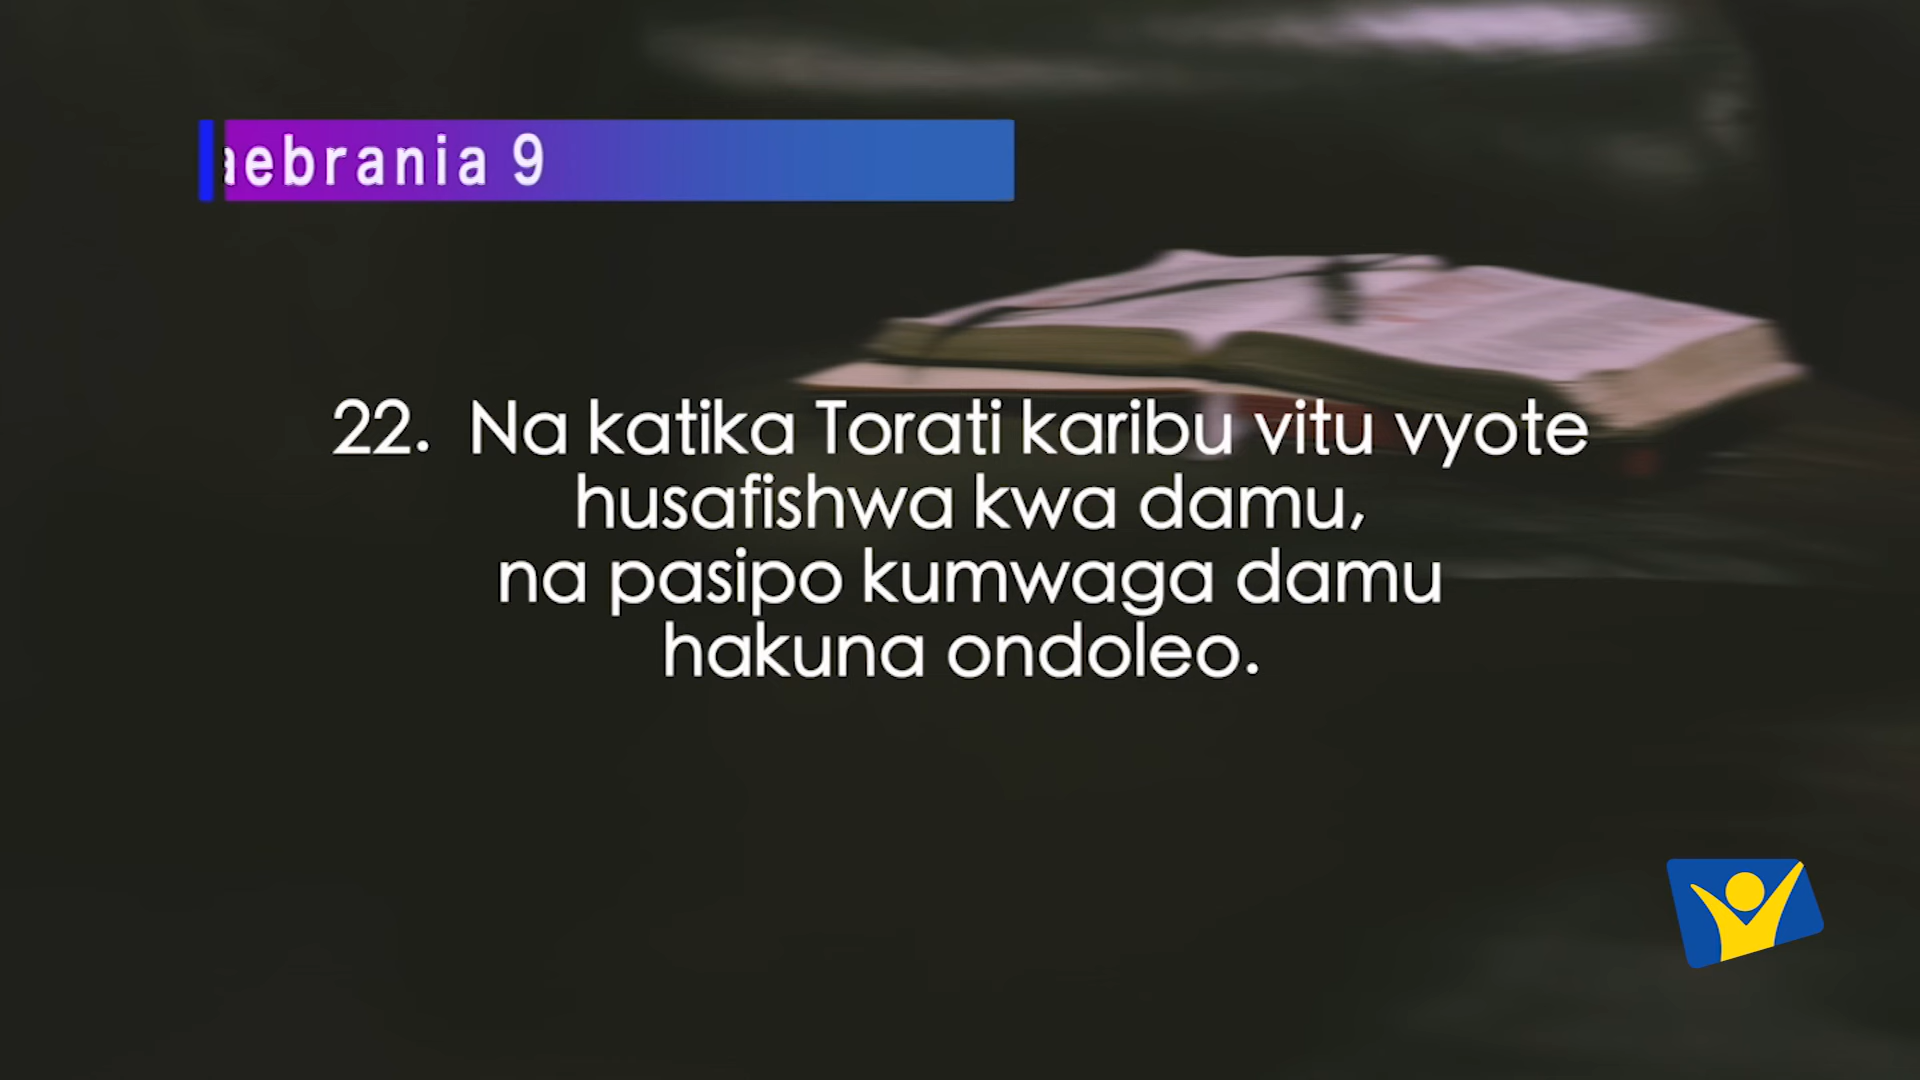 aebrania 9
22. Na katika Torati karibu vitu vyote
husafishwa kwa damu,
na pasipo kumwaga damu
hakuna ondoleo.